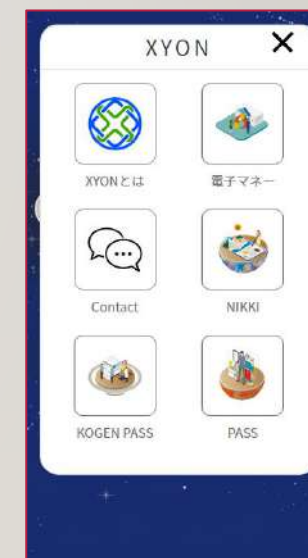 XYON
XYONとは
電子マネー
Contact
NIKKI
KOGEN PASS
PASS